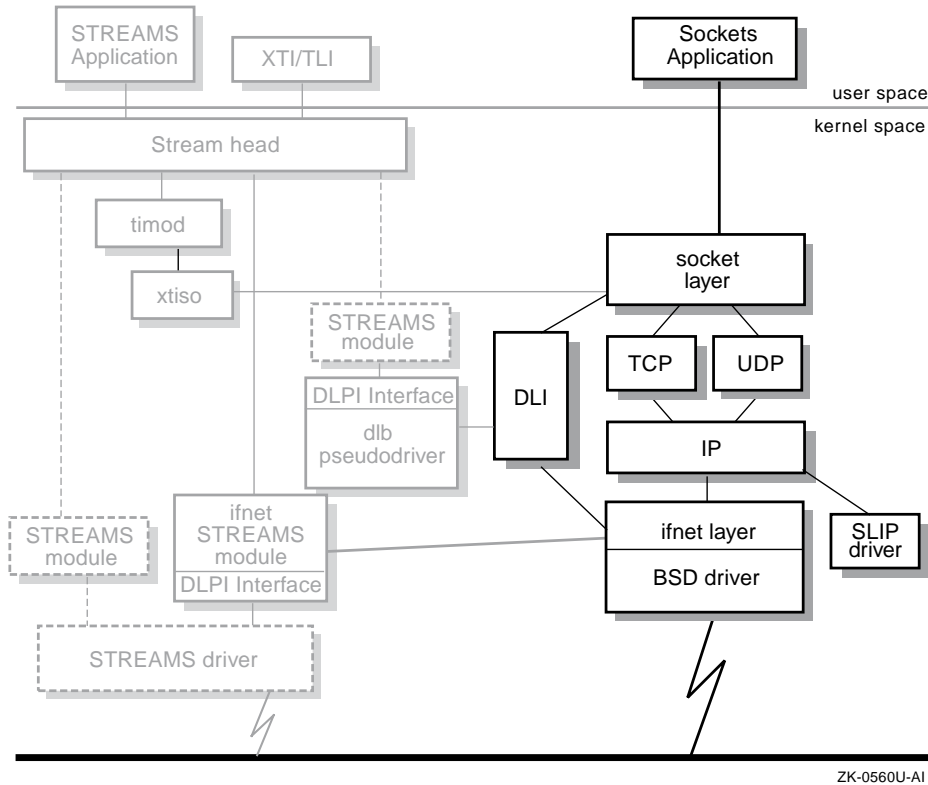 STREAMS
Application
XTI/TLI
Sockets
Application
user space
kernel space
Stream head
timod
xtiso
socket
layer
STREAMS
module
DLPI Interface
dlb
pseudodriver
DLI
TCP
UDP
IP
STREAMS
module
ifnet
STREAMS
module
DLPI Interface
ifnet layer
BSD driver
SLIP
driver
STREAMS driver
ZK-0560U-AI